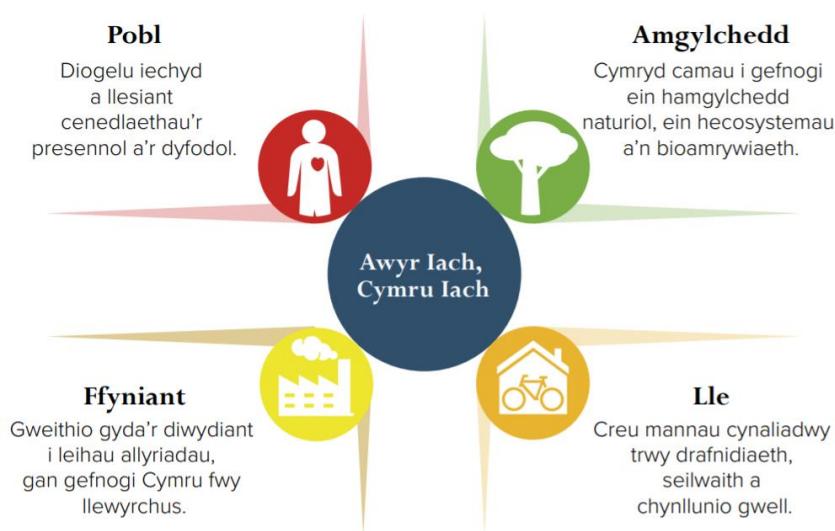 Pobl
Diogelu iechyd
a llesiant
cenedlaethau'r
presennol a'r dyfodol.
Amgylchedd
Cymryd camau i gefnogi
ein hamgylchedd
naturiol, ein hecosystemau
a'n bioamrywiaeth.
Awyr Iach,
Cymru Iach
Ffyniant
Gweithio gyda'r diwydiant
i leihau allyriadau,
gan gefnogi Cymru fwy
llewyrchus.
Lle
Creu mannau cynaliadwy
trwy drafnidiaeth,
seilwaith a
chynllunio gwell.